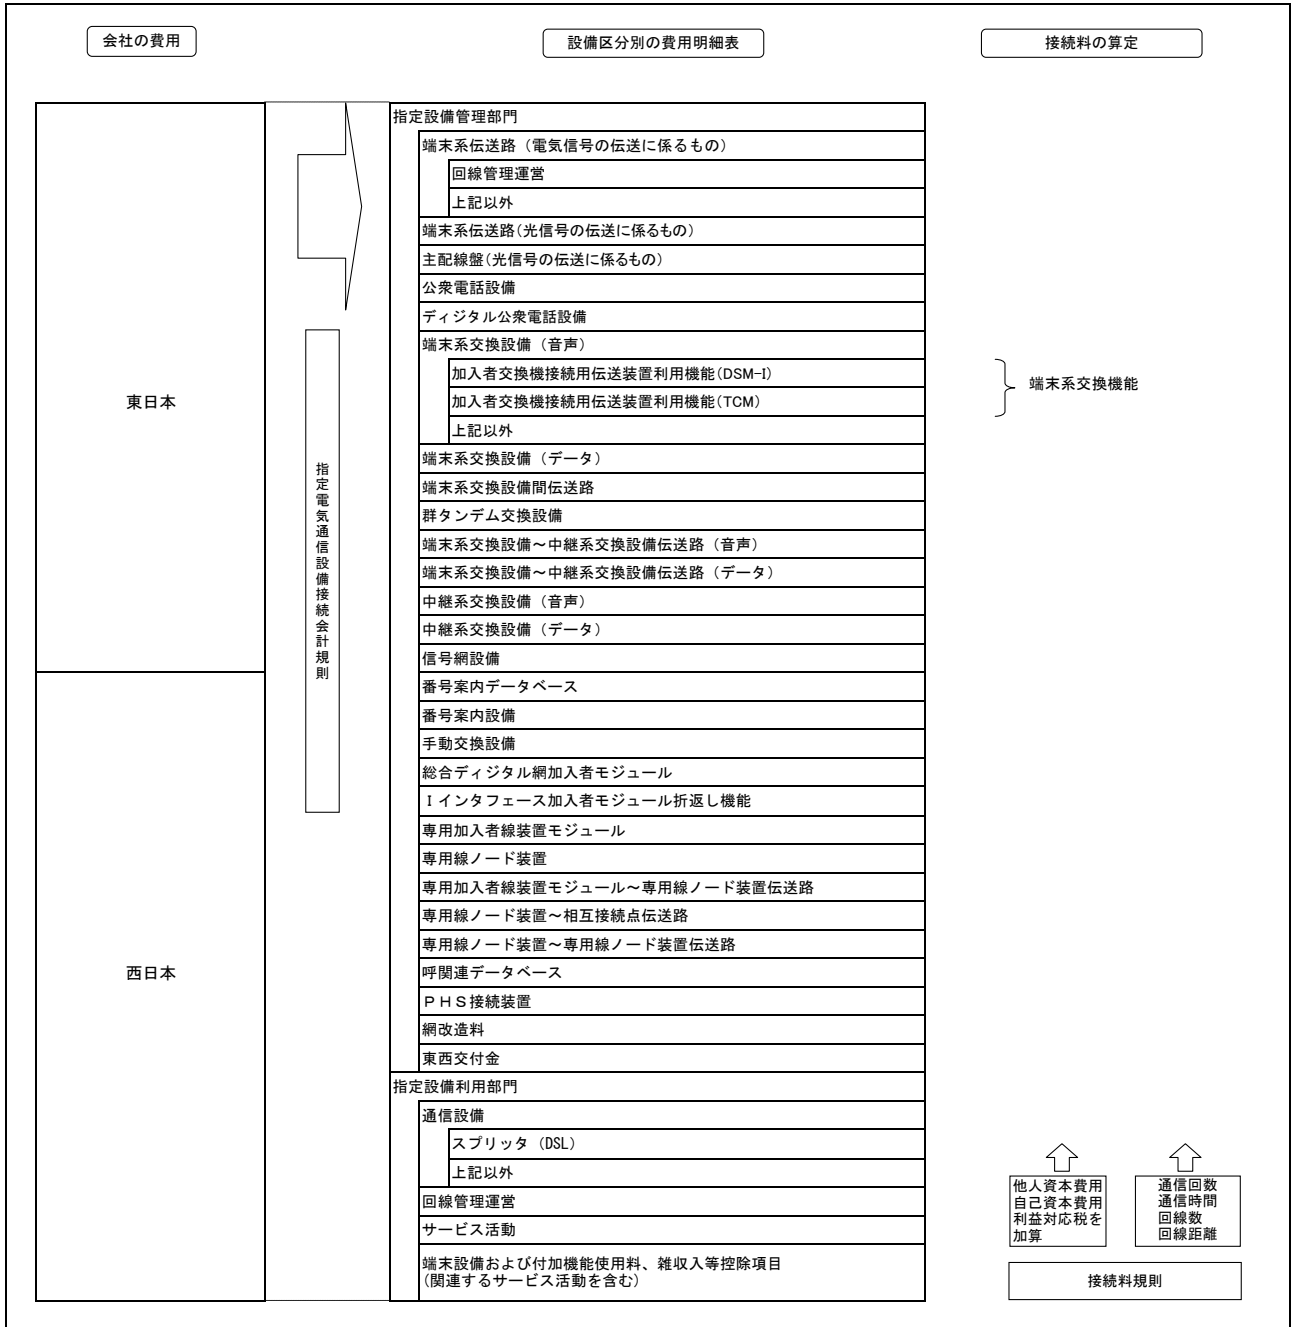 会社の費用
設備区分別の費用明細表
接続料の算定
東日本
西日本
指定電気通信設備接続会計規則
指定設備管理部門
端末系伝送路（電気信号の伝送に係るもの）
回線管理運営
上記以外
端末系伝送路(光信号の伝送に係るもの)
主配線盤(光信号の伝送に係るもの)
公衆電話設備
ディジタル公衆電話設備
端末系交換設備（音声）
加入者交換機接続用伝送装置利用機能(DSM-I)
加入者交換機接続用伝送装置利用機能(TCM)
上記以外
端末系交換設備（データ）
端末系交換設備間伝送路
群タンデム交換設備
端末系交換設備～中継系交換設備伝送路（音声）
端末系交換設備～中継系交換設備伝送路（データ）
中継系交換設備（音声）
中継系交換設備（データ）
信号網設備
番号案内データベース
番号案内設備
手動交換設備
総合ディジタル網加入者モジュール
Ｉインタフェース加入者モジュール折返し機能
専用加入者線装置モジュール
専用線ノード装置
専用加入者線装置モジュール～専用線ノード装置伝送路
専用線ノード装置～相互接続点伝送路
専用線ノード装置～専用線ノード装置伝送路
呼関連データベース
ＰＨＳ接続装置
網改造料
東西交付金
指定設備利用部門
通信設備
スプリッタ（DSL）
上記以外
回線管理運営
サービス活動
端末設備および付加機能使用料、雑収入等控除項目
(関連するサービス活動を含む)
端末系交換機能
他人資本費用
自己資本費用
利益対応税を
加算
通信回数
通信時間
回線数
回線距離
接続料規則